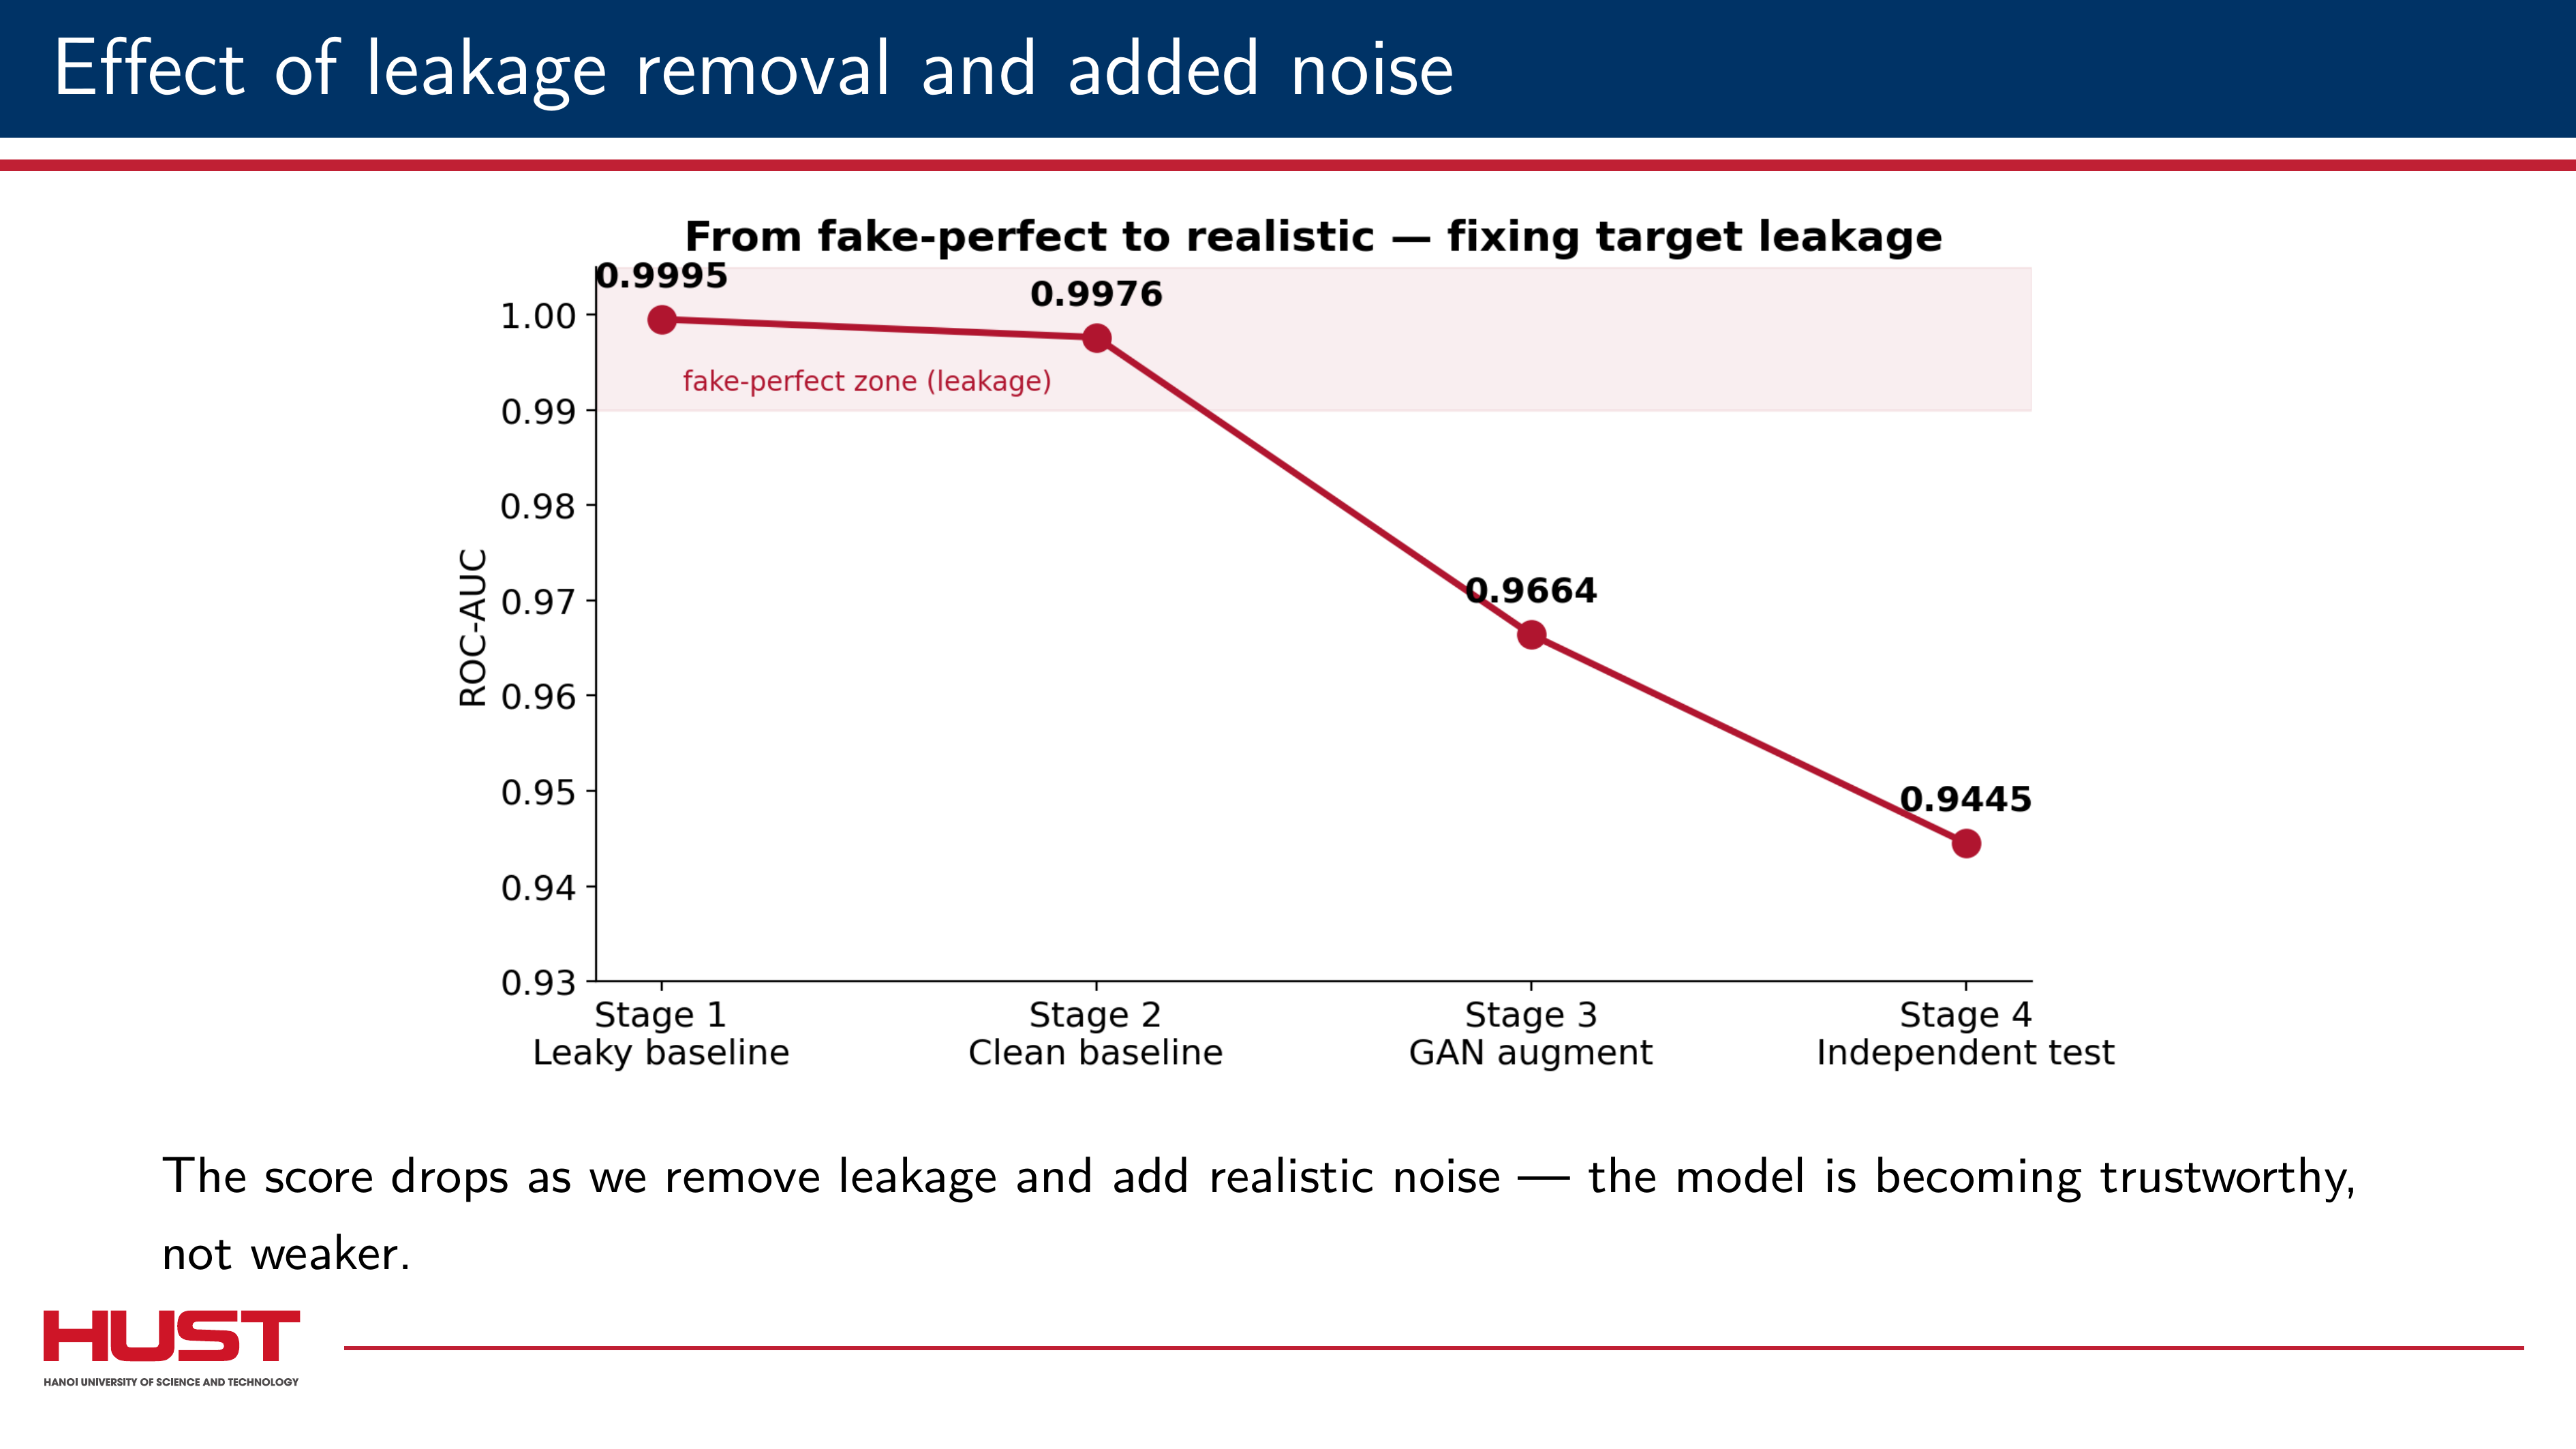 Effect of leakage removal and added noise
From fake-perfect to realistic — fixing target leakage
0.9995
0.9976
1.00
fake-perfect zone (leakage)
0.99
0.98
0.9664
0.97
ROC-AUC
0.96
0.9445
0.95
0.94
0.93
Stage 1
Leaky baseline
Stage 2
Clean baseline
Stage 3
GAN augment
Stage 4
Independent test
The score drops as we remove leakage and add realistic noise — the model is becoming trustworthy,
not weaker.
HUST
HANOI UNIVERSITY OF SCIENCE AND TECHNOLOGY